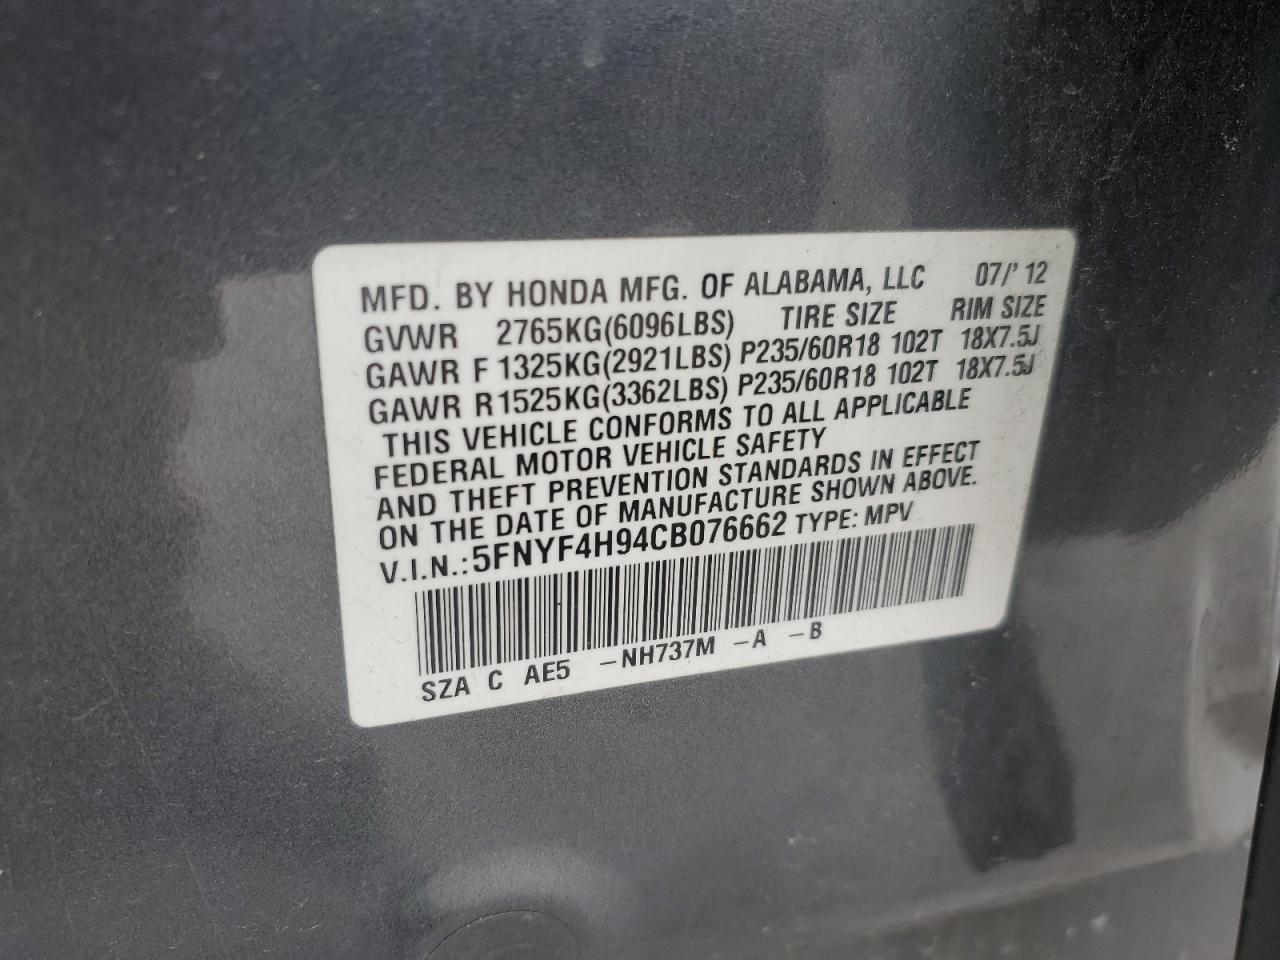 MFD. BY HONDA MFG. OF ALABAMA, LLC 07/'12
GVWR 2765KG(6096LBS) TIRE SIZE RIM SIZE
GAWR F 1325KG(2921LBS) P235/60R18 102T 18X7.5J
GAWR R1525KG(3362LBS) P235/60R18 102T 18X7.5J
THIS VEHICLE CONFORMS TO ALL APPLICABLE
FEDERAL MOTOR VEHICLE SAFETY
AND THEFT PREVENTION STANDARDS IN EFFECT
ON THE DATE OF MANUFACTURE SHOWN ABOVE.
V.I.N.:5FNYF4H94CB076662 TYPE: MPV
SZA C AE5 -NH737M -A -B